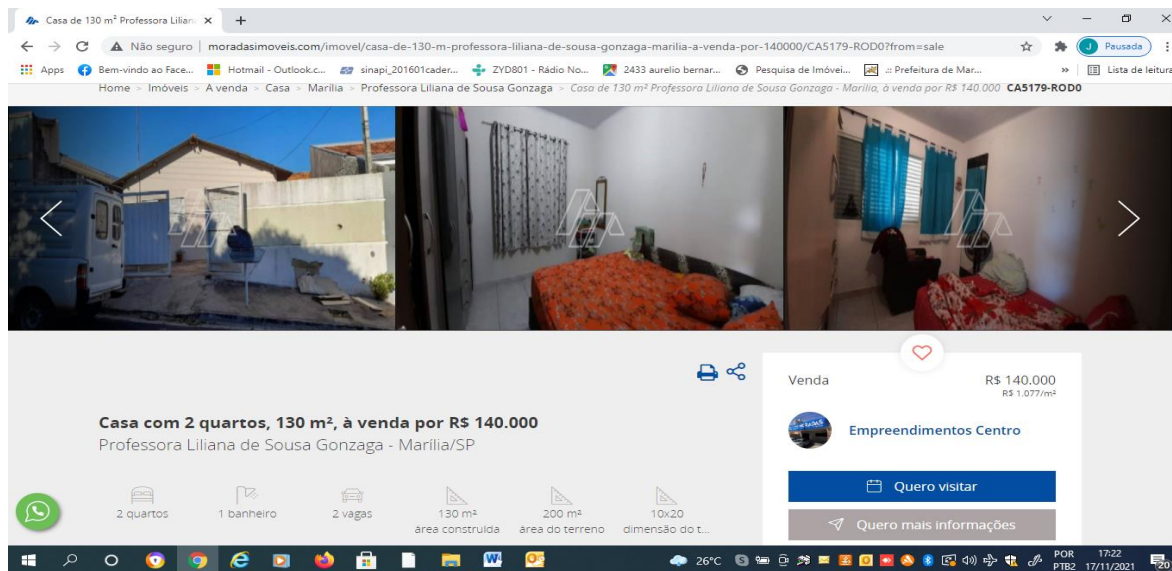 Casa de 130 m² Professora Lilian
Não seguro | moradasimoveis.com/imovel/casa-de-130-m-professora-liliana-de-sousa-gonzaga-marilia-a-venda-por-140000/CA5179-ROD0?from=sale
J Pausada
Apps Bem-vindo ao Face... Hotmail - Outlook.c... sinapi_201601cader... ZYD801 - Rádio No... 2433 aurelio bernar... Pesquisa de Imóvei... .:: Prefeitura de Mar... » Lista de leitura
Home > Imóveis > A venda > Casa > Marília > Professora Liliana de Sousa Gonzaga > Casa de 130 m² Professora Liliana de Sousa Gonzaga - Marília, à venda por R$ 140.000 CA5179-ROD0
Venda R$ 140.000
R$ 1.077/m²
Casa com 2 quartos, 130 m², à venda por R$ 140.000
Professora Liliana de Sousa Gonzaga - Marília/SP
Empreendimentos Centro
Quero visitar
2 quartos 1 banheiro 2 vagas 130 m² 200 m² 10x20
área construída área do terreno dimensão do t...
Quero mais informações
26°C POR 17:22
PTB2 17/11/2021